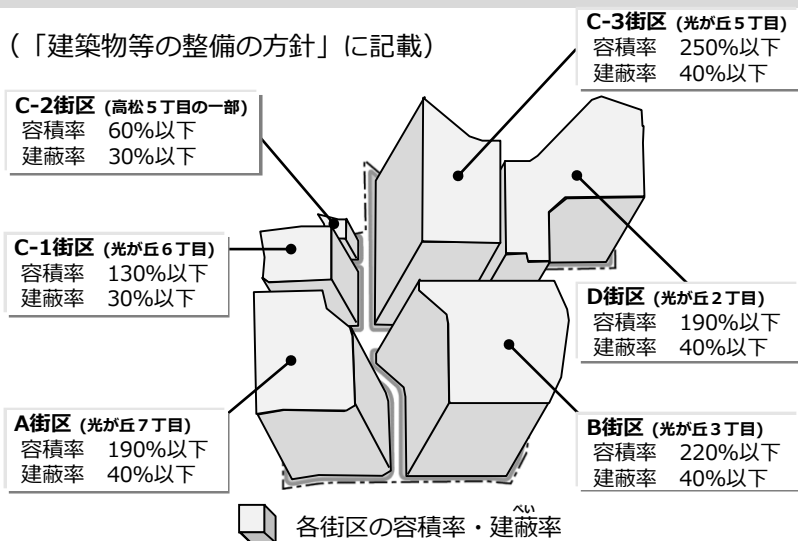 （「建築物等の整備の方針」に記載）
C-3街区 (光が丘５丁目)
容積率　250%以下
建蔽率　40%以下
C-2街区 (高松５丁目の一部)
容積率　60%以下
建蔽率　30%以下
C-1街区 (光が丘６丁目)
容積率　130%以下
建蔽率　30%以下
D街区 (光が丘２丁目)
容積率　190%以下
建蔽率　40%以下
A街区 (光が丘７丁目)
容積率　190%以下
建蔽率　40%以下
B街区 (光が丘３丁目)
容積率　220%以下
建蔽率　40%以下
ぺい
各街区の容積率・建蔽率